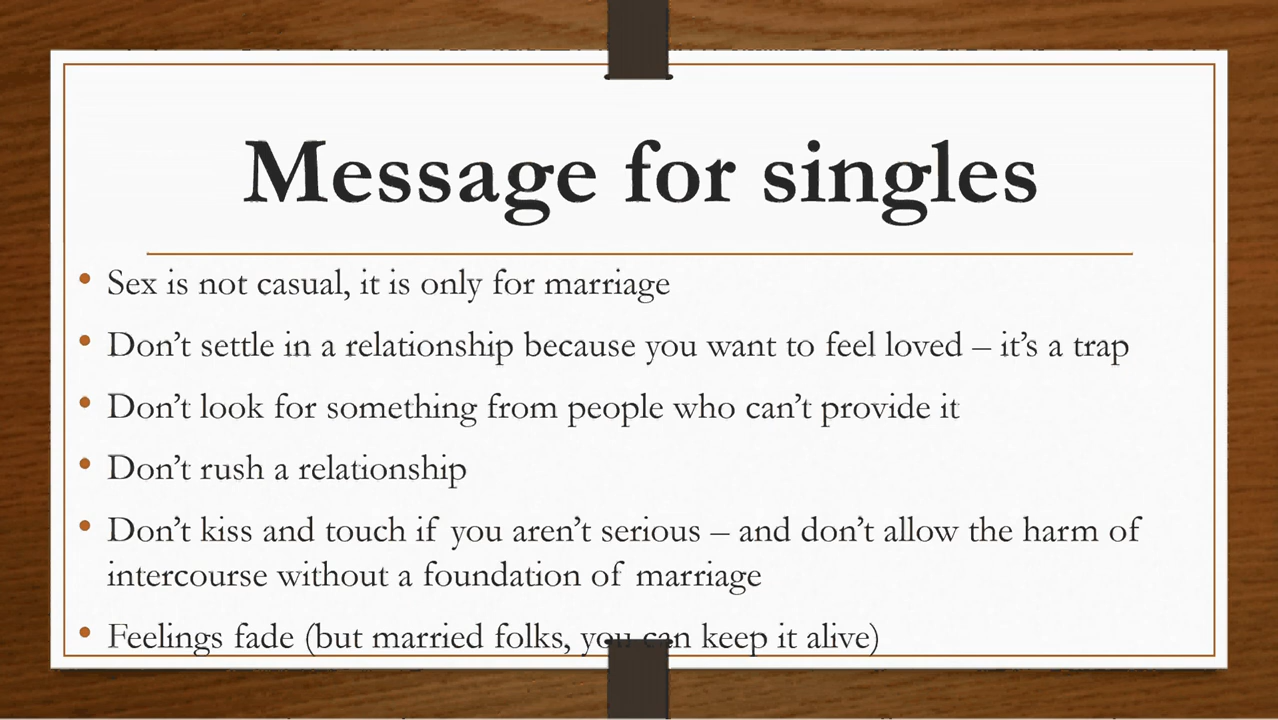 Message for singles
• Sex is not casual, it is only for marriage
• Don’t settle in a relationship because you want to feel loved – it’s a trap
• Don’t look for something from people who can’t provide it
• Don’t rush a relationship
• Don’t kiss and touch if you aren’t serious – and don’t allow the harm of
intercourse without a foundation of marriage
• Feelings fade (but married folks, you can keep it alive)